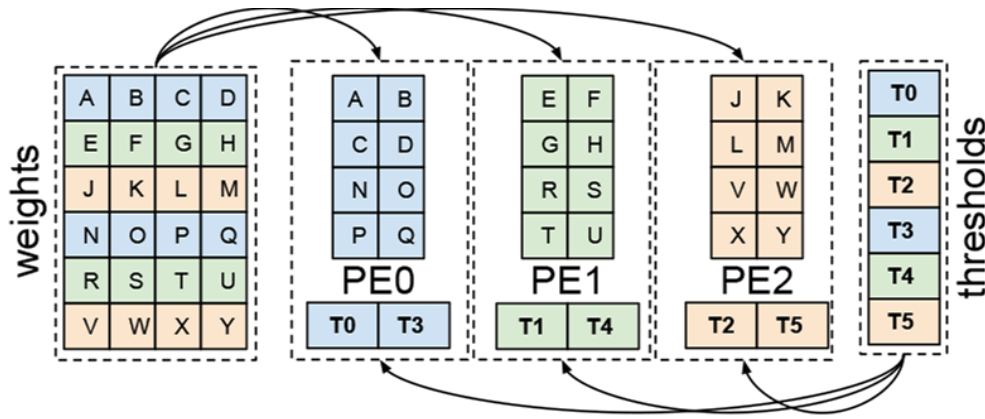 weights
A B C D
E F G H
J K L M
N O P Q
R S T U
V W X Y
A B
C D
N O
P Q
PE0
T0 T3
E F
G H
R S
T U
PE1
T1 T4
J K
L M
V W
X Y
PE2
T2 T5
T0
T1
T2
T3
T4
T5
thresholds